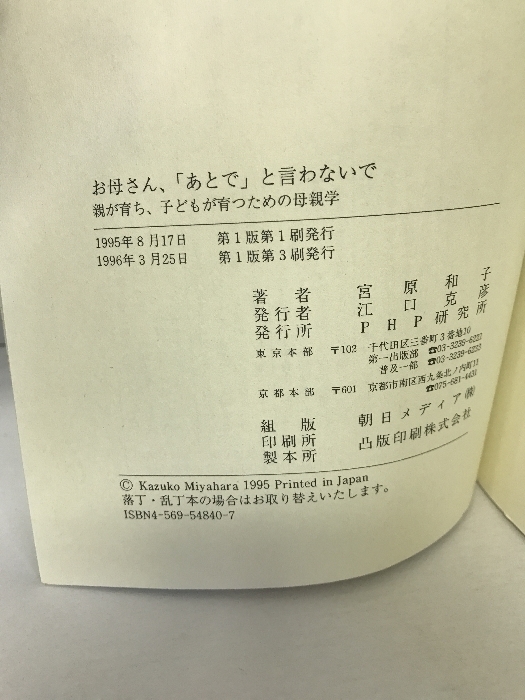 お母さん、「あとで」と言わないで
親が育ち、子どもが育つための母親学
1995年8月17日　第1版第1刷発行
1996年3月25日　第1版第3刷発行
著者　宮原和子
発行者　江口克彦
発行所　PHP研究所
東京本部　〒102　千代田区三番町3番地10
第一出版部　☎03-3239-6227
普及一部　☎03-3239-6233
京都本部　〒601　京都市南区西九条北ノ内町11
☎075-681-4431
組版　朝日メディア㈱
印刷所　凸版印刷株式会社
製本所
© Kazuko Miyahara 1995 Printed in Japan
落丁・乱丁本の場合はお取り替えいたします。
ISBN4-569-54840-7